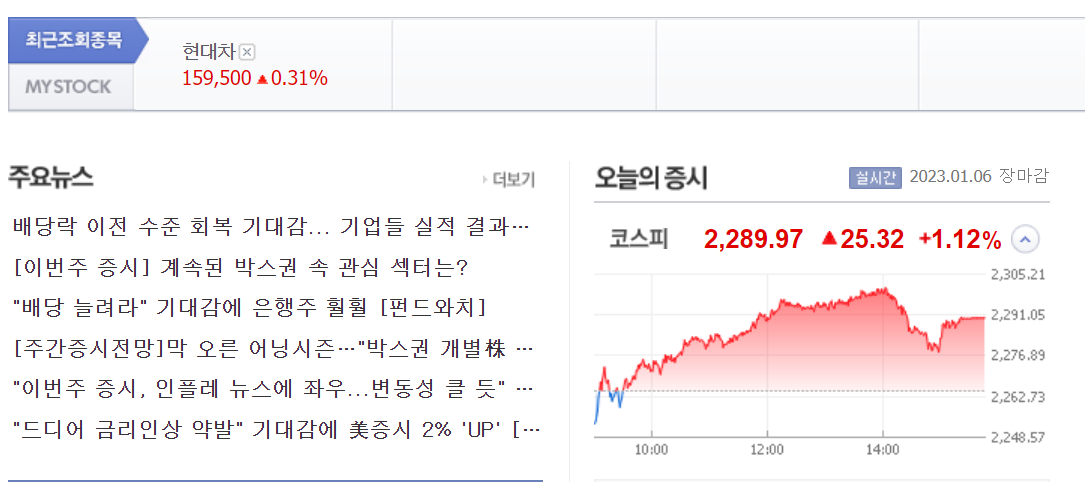 최근조회종목
MYSTOCK
현대차
159,500 ▲0.31%
주요뉴스
더보기
배당락 이전 수준 회복 기대감... 기업들 실적 결과…
[이번주 증시] 계속된 박스권 속 관심 섹터는?
"배당 늘려라" 기대감에 은행주 훨훨 [펀드와치]
[주간증시전망]막 오른 어닝시즌…"박스권 개별株 …
"이번주 증시, 인플레 뉴스에 좌우...변동성 클 듯" …
"드디어 금리인상 약발" 기대감에 美증시 2% 'UP' […
오늘의 증시
실시간 2023.01.06 장마감
코스피 2,289.97 ▲25.32 +1.12%
2,305.21
2,291.05
2,276.89
2,262.73
2,248.57
10:00 12:00 14:00